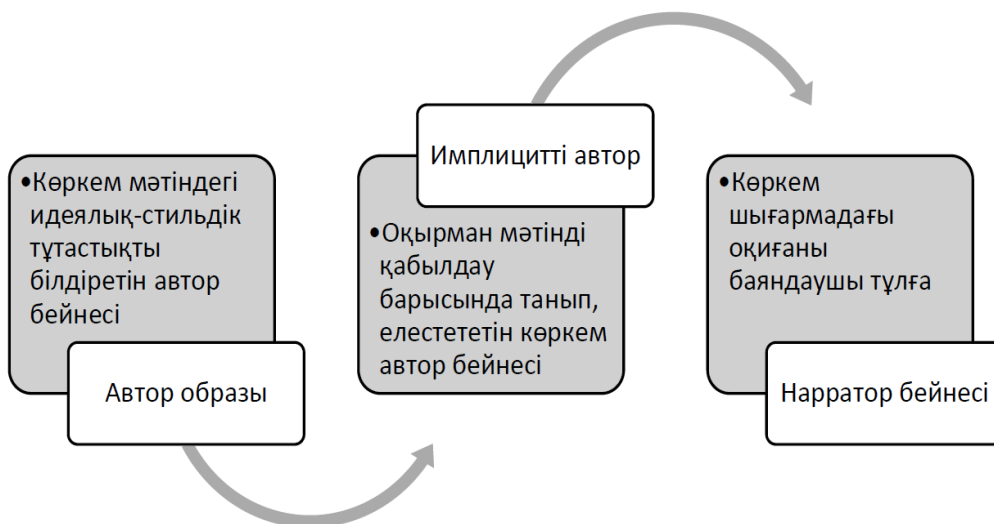 •Көркем мәтіндегі
идеялық-стильдік
тұтастықты
білдіретін автор
бейнесі
Автор образы
Имплицитті автор
•Оқырман мәтінді
қабылдау
барысында танып,
елестететін көркем
автор бейнесі
•Көркем
шығармадағы
оқиғаны
баяндаушы тұлға
Нарратор бейнесі